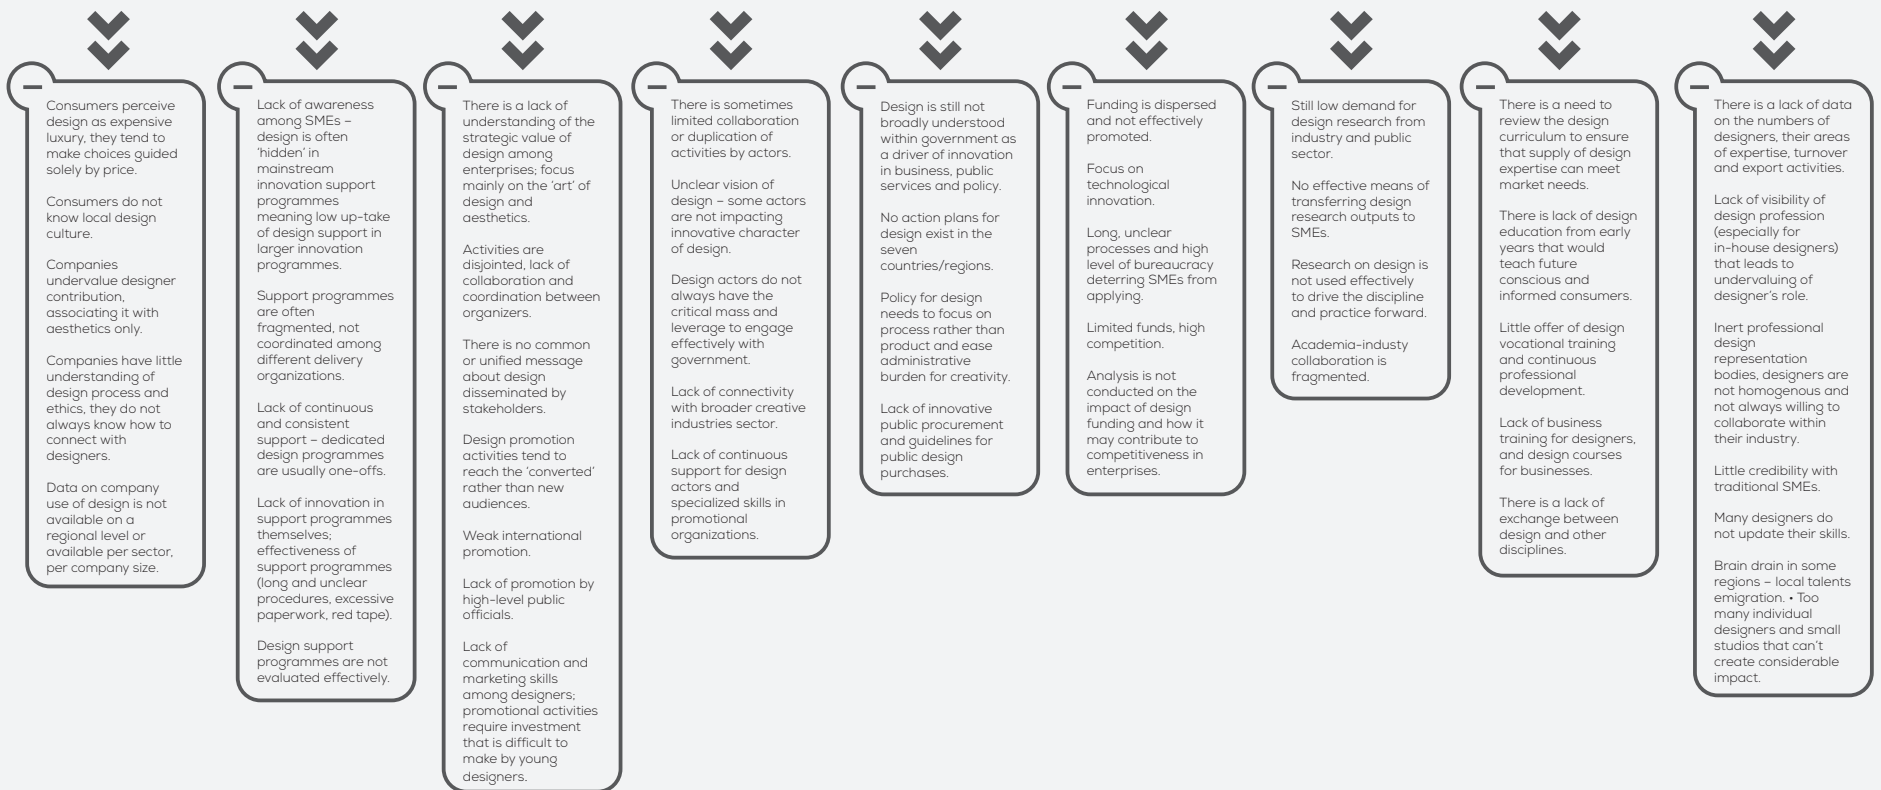 Consumers perceive
design as expensive
luxury, they tend to
make choices guided
solely by price.
Consumers do not
know local design
culture.
Companies
undervalue designer
contribution,
associating it with
aesthetics only.
Companies have little
understanding of
design process and
ethics, they do not
always know how to
connect with
designers.
Data on company
use of design is not
available on a
regional level or
available per sector,
per company size.
Lack of awareness
among SMEs –
design is often
‘hidden’ in
mainstream
innovation support
programmes
meaning low up-take
of design support in
larger innovation
programmes.
Support programmes
are often
fragmented, not
coordinated among
different delivery
organizations.
Lack of continuous
and consistent
support – dedicated
design programmes
are usually one-offs.
Lack of innovation in
support programmes
themselves;
effectiveness of
support programmes
(long and unclear
procedures, excessive
paperwork, red tape).
Design support
programmes are not
evaluated effectively.
There is a lack of
understanding of the
strategic value of
design among
enterprises; focus
mainly on the ‘art’ of
design and
aesthetics.
Activities are
disjointed, lack of
collaboration and
coordination between
organizers.
There is no common
or unified message
about design
disseminated by
stakeholders.
Design promotion
activities tend to
reach the ‘converted’
rather than new
audiences.
Weak international
promotion.
Lack of promotion by
high-level public
officials.
Lack of
communication and
marketing skills
among designers;
promotional activities
require investment
that is difficult to
make by young
designers.
There is sometimes
limited collaboration
or duplication of
activities by actors.
Unclear vision of
design – some actors
are not impacting
innovative character
of design.
Design actors do not
always have the
critical mass and
leverage to engage
effectively with
government.
Lack of connectivity
with broader creative
industries sector.
Lack of continuous
support for design
actors and
specialized skills in
promotional
organizations.
Design is still not
broadly understood
within government as
a driver of innovation
in business, public
services and policy.
No action plans for
design exist in the
seven
countries/regions.
Policy for design
needs to focus on
process rather than
product and ease
administrative
burden for creativity.
Lack of innovative
public procurement
and guidelines for
public design
purchases.
Funding is dispersed
and not effectively
promoted.
Focus on
technological
innovation.
Long, unclear
processes and high
level of bureaucracy
deterring SMEs from
applying.
Limited funds, high
competition.
Analysis is not
conducted on the
impact of design
funding and how it
may contribute to
competitiveness in
enterprises.
Still low demand for
design research from
industry and public
sector.
No effective means of
transferring design
research outputs to
SMEs.
Research on design is
not used effectively
to drive the discipline
and practice forward.
Academia-industy
collaboration is
fragmented.
There is a need to
review the design
curriculum to ensure
that supply of design
expertise can meet
market needs.
There is lack of design
education from early
years that would
teach future
conscious and
informed consumers.
Little offer of design
vocational training
and continuous
professional
development.
Lack of business
training for designers,
and design courses
for businesses.
There is a lack of
exchange between
design and other
disciplines.
There is a lack of data
on the numbers of
designers, their areas
of expertise, turnover
and export activities.
Lack of visibility of
design profession
(especially for
in-house designers)
that leads to
undervaluing of
designer’s role.
Inert professional
design
representation
bodies, designers are
not homogenous and
not always willing to
collaborate within
their industry.
Little credibility with
traditional SMEs.
Many designers do
not update their skills.
Brain drain in some
regions – local talents
emigration. • Too
many individual
designers and small
studios that can’t
create considerable
impact.